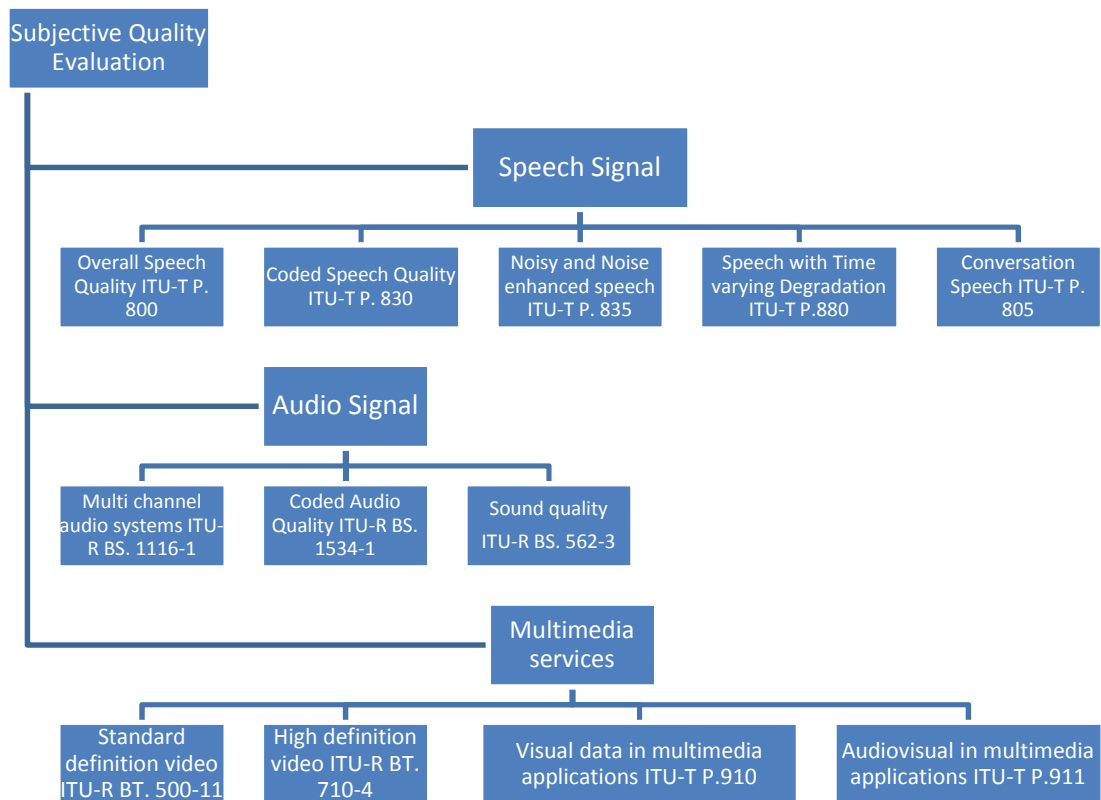 Subjective Quality
Evaluation
Speech Signal
Overall Speech
Quality ITU-T P.
800
Coded Speech Quality
ITU-T P. 830
Noisy and Noise
enhanced speech
ITU-T P. 835
Speech with Time
varying Degradation
ITU-T P.880
Conversation
Speech ITU-T P.
805
Audio Signal
Multi channel
audio systems ITU-
R BS. 1116-1
Coded Audio
Quality ITU-R BS.
1534-1
Sound quality
ITU-R BS. 562-3
Multimedia
services
Standard
definition video
ITU-R BT. 500-11
High definition
video ITU-R BT.
710-4
Visual data in multimedia
applications ITU-T P.910
Audiovisual in multimedia
applications ITU-T P.911